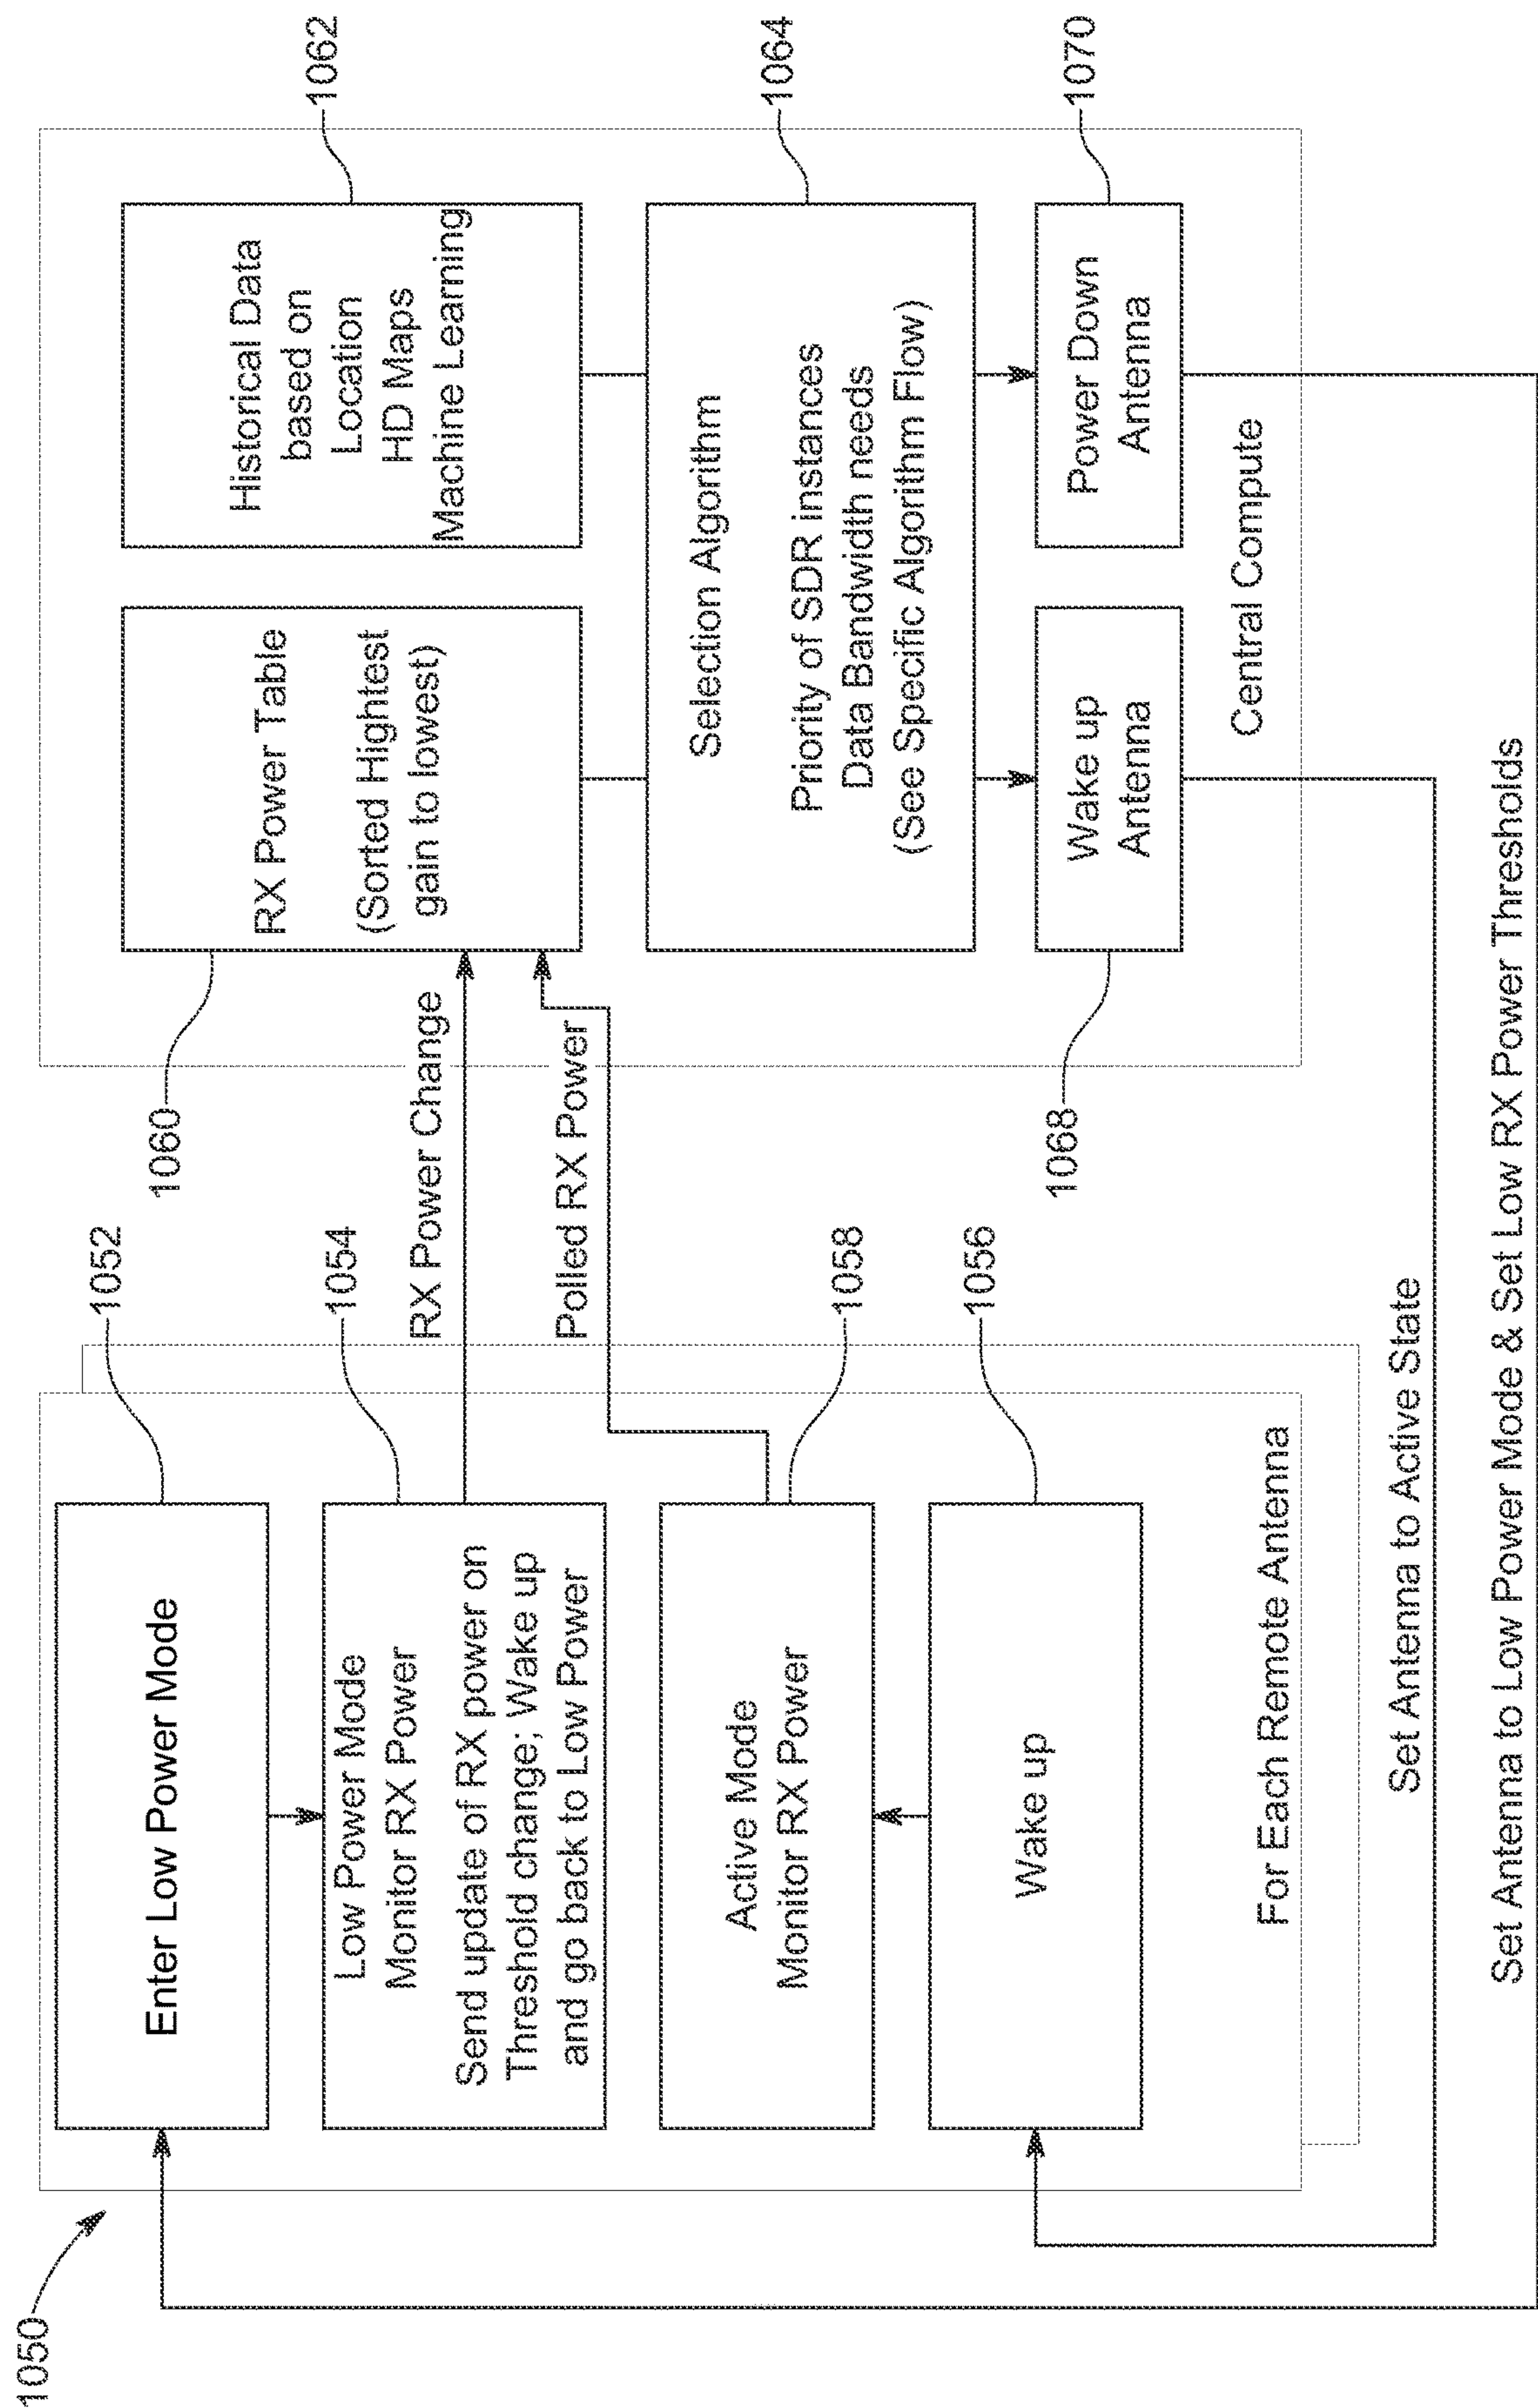 1050
Enter Low Power Mode
1052
Low Power Mode
Monitor RX Power
Send update of RX power on
Threshold change; Wake up
and go back to Low Power
1054
Active Mode
Monitor RX Power
1058
Wake up
1056
For Each Remote Antenna
RX Power Change
Polled RX Power
1060
RX Power Table
(Sorted Hightest
gain to lowest)
Historical Data
based on
Location
HD Maps
Machine Learning
1062
Selection Algorithm
Priority of SDR instances
Data Bandwidth needs
(See Specific Algorithm Flow)
1064
1068
Wake up
Antenna
Power Down
Antenna
1070
Central Compute
Set Antenna to Active State
Set Antenna to Low Power Mode & Set Low RX Power Thresholds